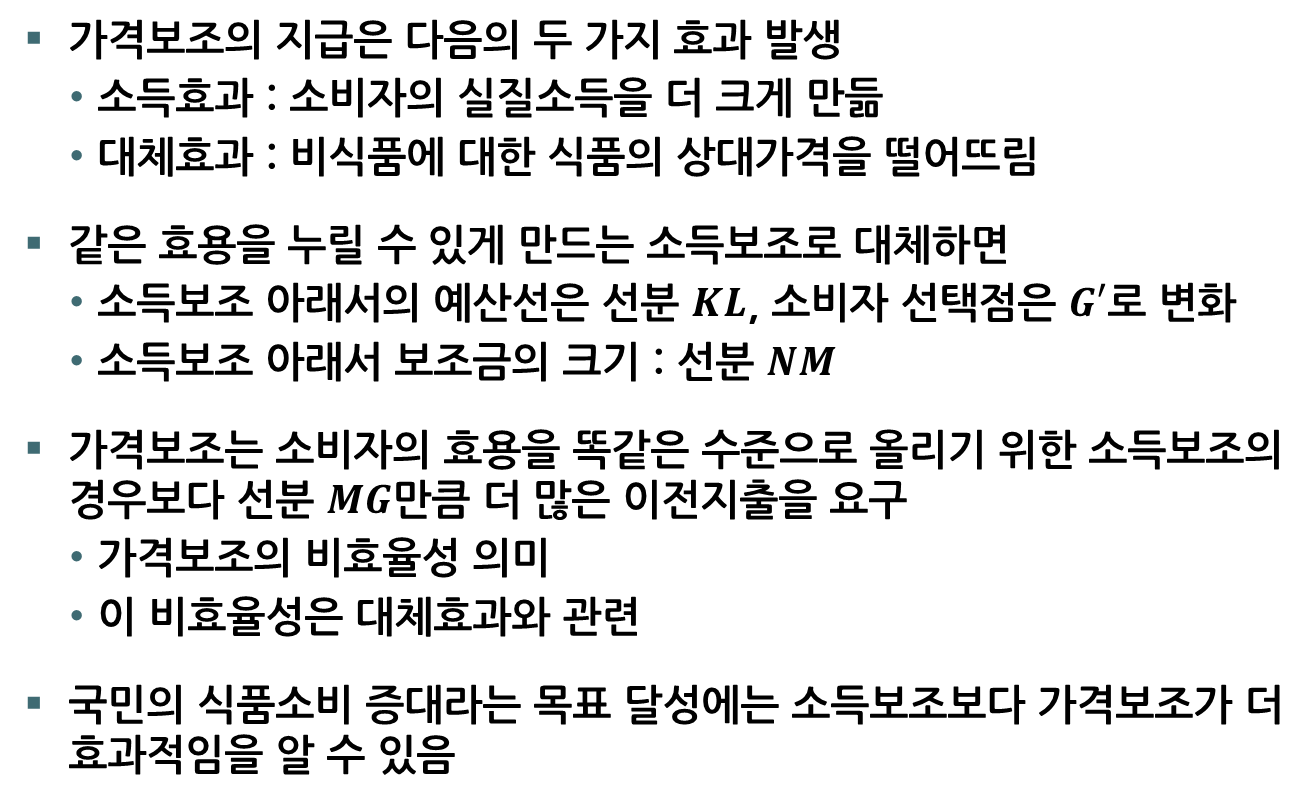 ▪ 가격보조의 지급은 다음의 두 가지 효과 발생
• 소득효과 : 소비자의 실질소득을 더 크게 만듦
• 대체효과 : 비식품에 대한 식품의 상대가격을 떨어뜨림
▪ 같은 효용을 누릴 수 있게 만드는 소득보조로 대체하면
• 소득보조 아래서의 예산선은 선분 KL, 소비자 선택점은 G′로 변화
• 소득보조 아래서 보조금의 크기 : 선분 NM
▪ 가격보조는 소비자의 효용을 똑같은 수준으로 올리기 위한 소득보조의
경우보다 선분 MG만큼 더 많은 이전지출을 요구
• 가격보조의 비효율성 의미
• 이 비효율성은 대체효과와 관련
▪ 국민의 식품소비 증대라는 목표 달성에는 소득보조보다 가격보조가 더
효과적임을 알 수 있음